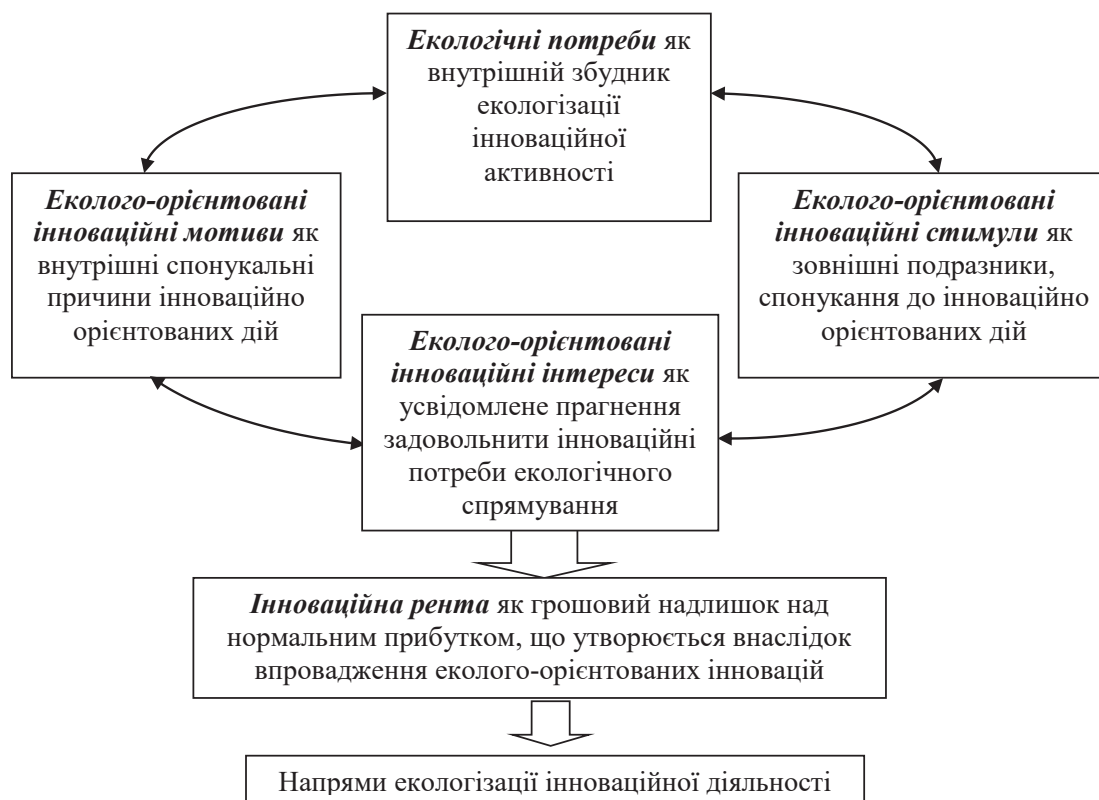 Екологічні потреби як
внутрішній збудник
екологізації
інноваційної
активності
Еколого-орієнтовані
інноваційні мотиви як
внутрішні спонукальні
причини інноваційно
орієнтованих дій
Еколого-орієнтовані
інноваційні стимули як
зовнішні подразники,
спонукання до інноваційно
орієнтованих дій
Еколого-орієнтовані
інноваційні інтереси як
усвідомлене прагнення
задовольнити інноваційні
потреби екологічного
спрямування
Інноваційна рента як грошовий надлишок над
нормальним прибутком, що утворюється внаслідок
впровадження еколого-орієнтованих інновацій
Напрями екологізації інноваційної діяльності